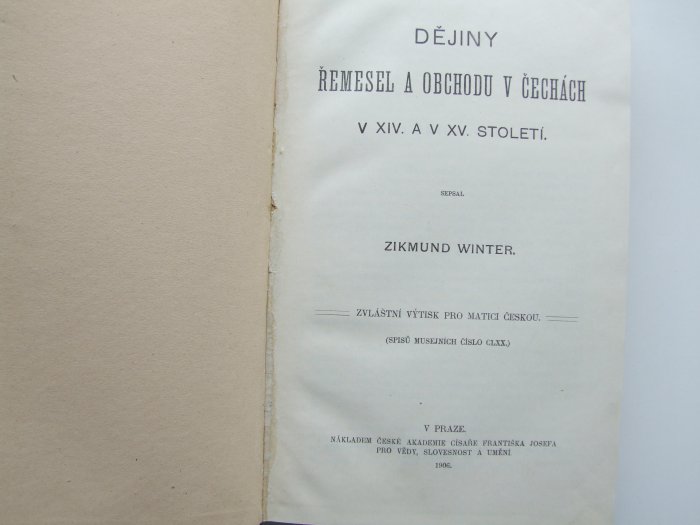 DĚJINY
ŘEMESEL A OBCHODU V ČECHÁCH
V XIV. A V XV. STOLETÍ.
SEPSAL
ZIKMUND WINTER.
ZVLÁŠTNÍ VÝTISK PRO MATICI ČESKOU.
(SPISŮ MUSEJNÍCH ČÍSLO CLXX.)
V PRAZE.
NÁKLADEM ČESKÉ AKADEMIE CÍSAŘE FRANTIŠKA JOSEFA
PRO VĚDY, SLOVESNOST A UMĚNÍ
1906.